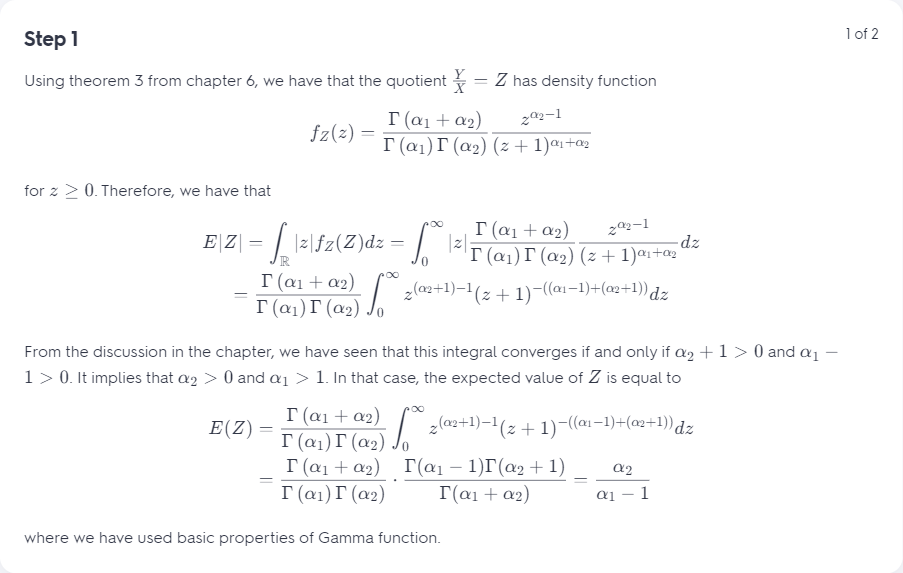 Step 1
1 of 2
Using theorem 3 from chapter 6, we have that the quotient $\frac{Y}{X} = Z$ has density function
$f_Z(z) = \frac{\Gamma(\alpha_1 + \alpha_2)}{\Gamma(\alpha_1)\Gamma(\alpha_2)} \frac{z^{\alpha_2 - 1}}{(z + 1)^{\alpha_1 + \alpha_2}}$
for $z \geq 0$. Therefore, we have that
$E|Z| = \int_{\mathbb{R}} |z| f_Z(Z) dz = \int_0^\infty |z| \frac{\Gamma(\alpha_1 + \alpha_2)}{\Gamma(\alpha_1)\Gamma(\alpha_2)} \frac{z^{\alpha_2 - 1}}{(z + 1)^{\alpha_1 + \alpha_2}} dz$
$= \frac{\Gamma(\alpha_1 + \alpha_2)}{\Gamma(\alpha_1)\Gamma(\alpha_2)} \int_0^\infty z^{(\alpha_2 + 1) - 1} (z + 1)^{-((\alpha_1 - 1) + (\alpha_2 + 1))} dz$
From the discussion in the chapter, we have seen that this integral converges if and only if $\alpha_2 + 1 > 0$ and $\alpha_1 -$
$1 > 0$. It implies that $\alpha_2 > 0$ and $\alpha_1 > 1$. In that case, the expected value of $Z$ is equal to
$E(Z) = \frac{\Gamma(\alpha_1 + \alpha_2)}{\Gamma(\alpha_1)\Gamma(\alpha_2)} \int_0^\infty z^{(\alpha_2 + 1) - 1} (z + 1)^{-((\alpha_1 - 1) + (\alpha_2 + 1))} dz$
$= \frac{\Gamma(\alpha_1 + \alpha_2)}{\Gamma(\alpha_1)\Gamma(\alpha_2)} \cdot \frac{\Gamma(\alpha_1 - 1)\Gamma(\alpha_2 + 1)}{\Gamma(\alpha_1 + \alpha_2)} = \frac{\alpha_2}{\alpha_1 - 1}$
where we have used basic properties of Gamma function.